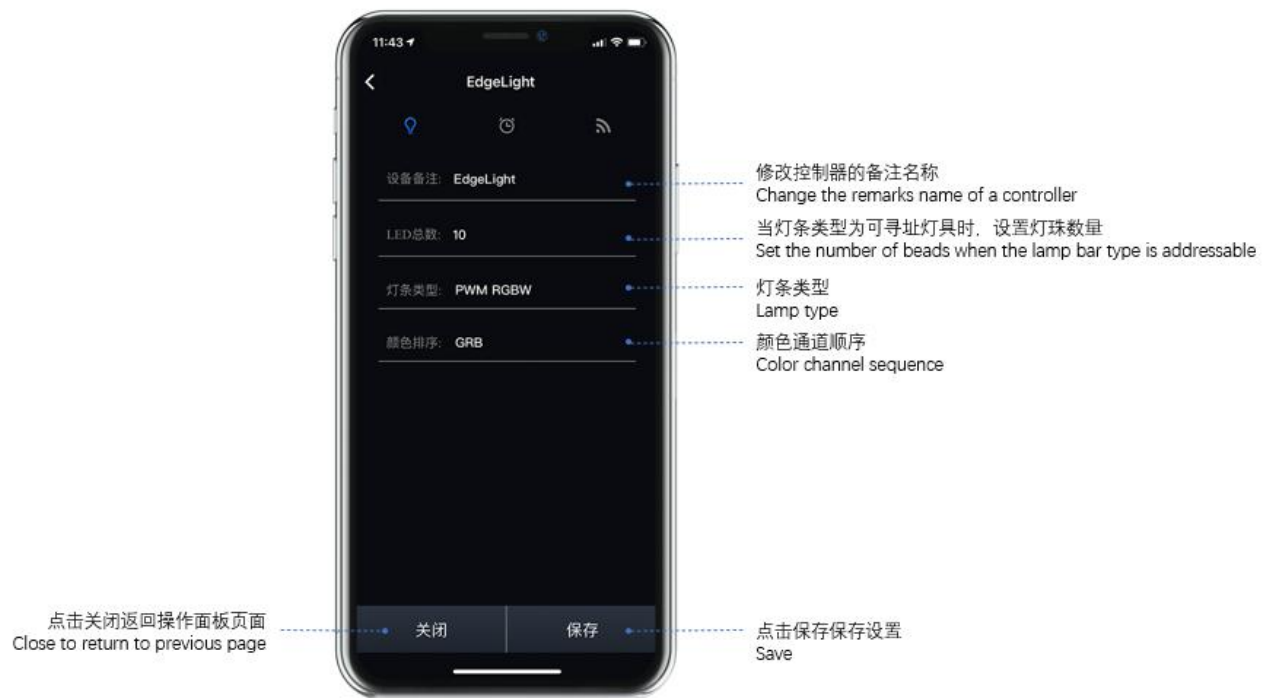 11:43
EdgeLight
设备备注: EdgeLight
LED总数: 10
灯条类型: PWM RGBW
颜色排序: GRB
修改控制器的备注名称
Change the remarks name of a controller
当灯条类型为可寻址灯具时，设置灯珠数量
Set the number of beads when the lamp bar type is addressable
灯条类型
Lamp type
颜色通道顺序
Color channel sequence
点击关闭返回操作面板页面
Close to return to previous page
关闭
保存
点击保存保存设置
Save